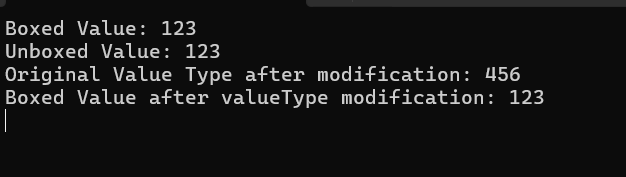 Boxed Value: 123
Unboxed Value: 123
Original Value Type after modification: 456
Boxed Value after valueType modification: 123